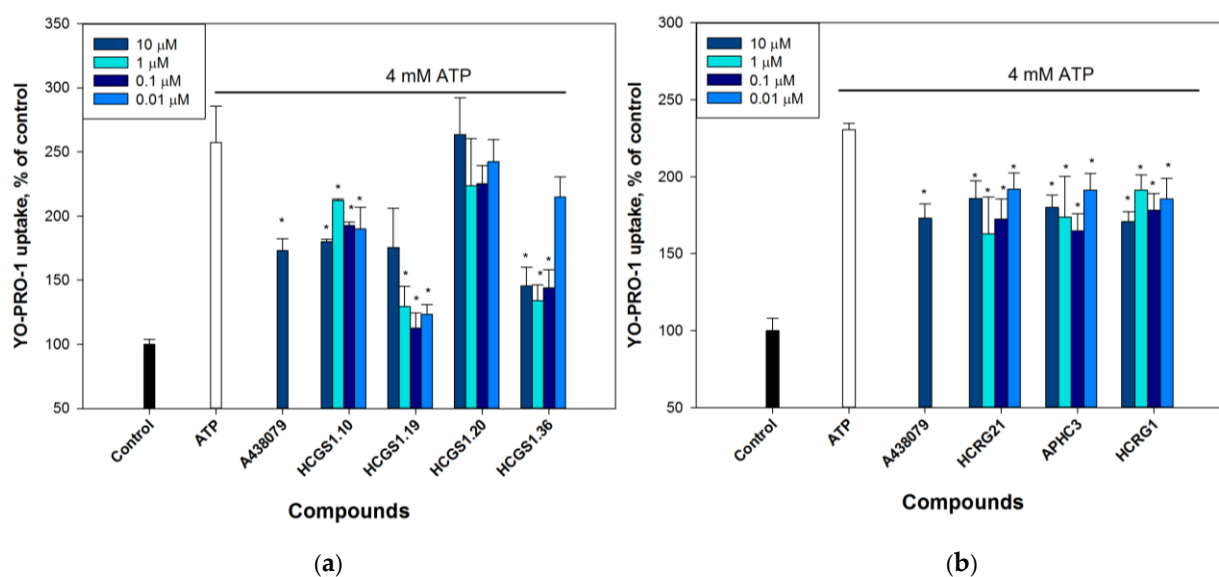 10 μM
1 μM
0.1 μM
0.01 μM
4 mM ATP
YO-PRO-1 uptake, % of control
350
300
250
200
150
100
50
*
*
*
*
*
*
*
*
*
*
*
Control
ATP
A438079
HCGS1.10
HCGS1.19
HCGS1.20
HCGS1.36
Compounds
(a)
10 μM
1 μM
0.1 μM
0.01 μM
4 mM ATP
YO-PRO-1 uptake, % of control
300
250
200
150
100
50
*
*
*
*
*
*
*
*
*
*
*
*
*
Control
ATP
A438079
HCRG21
APHC3
HCRG1
Compounds
(b)